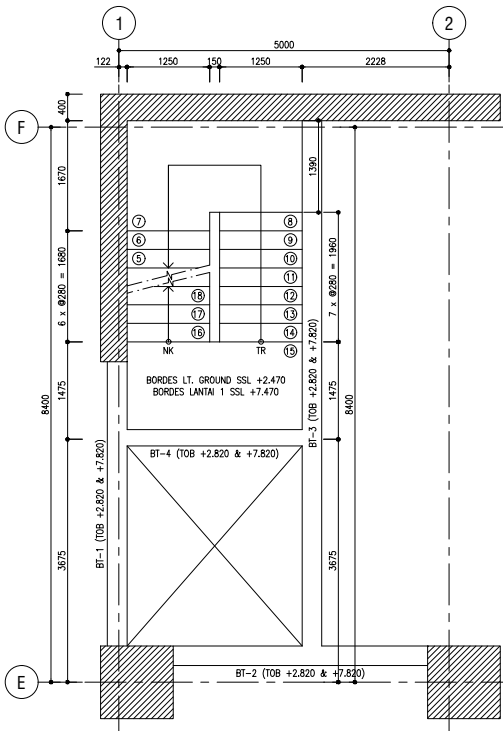 1
2
5000
122
1250
150
1250
2228
400
F
1670
1390
7
8
6
9
5
10
11
18
12
17
13
16
14
NK
TR
15
6 x @280 = 1680
7 x @280 = 1960
BORDES LT. GROUND SSL +2.470
BORDES LANTAI 1 SSL +7.470
8400
1475
BT-3 (TOB +2.820 & +7.820)
1475
8400
BT-4 (TOB +2.820 & +7.820)
BT-1 (TOB +2.820 & +7.820)
3675
3675
BT-2 (TOB +2.820 & +7.820)
E